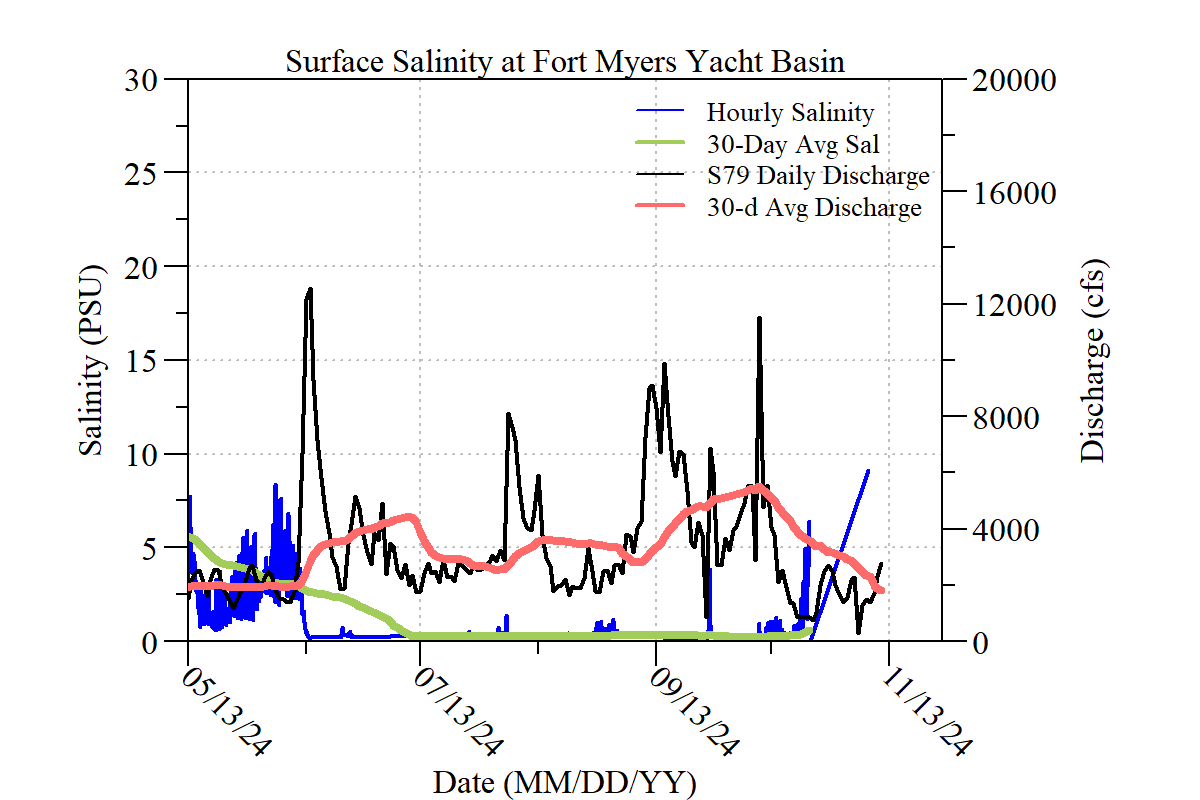 Surface Salinity at Fort Myers Yacht Basin
30
25
20
15
10
5
0
Salinity (PSU)
Hourly Salinity
30-Day Avg Sal
S79 Daily Discharge
30-d Avg Discharge
20000
16000
12000
8000
4000
0
Discharge (cfs)
05/13/24
07/13/24
09/13/24
11/13/24
Date (MM/DD/YY)